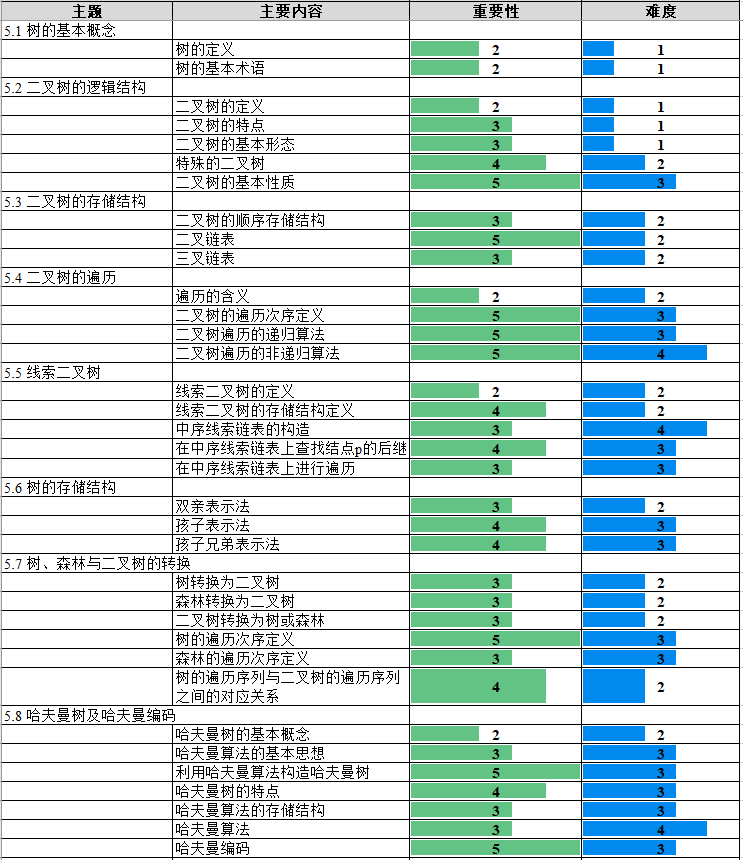 主题 主要内容 重要性 难度
5.1 树的基本概念
树的定义 2 1
树的基本术语 2 1
5.2 二叉树的逻辑结构
二叉树的定义 2 1
二叉树的特点 3 1
二叉树的基本形态 3 1
特殊的二叉树 4 2
二叉树的基本性质 5 3
5.3 二叉树的存储结构
二叉树的顺序存储结构 3 2
二叉链表 5 2
三叉链表 3 2
5.4 二叉树的遍历
遍历的含义 2 2
二叉树的遍历次序定义 5 3
二叉树遍历的递归算法 5 3
二叉树遍历的非递归算法 5 4
5.5 线索二叉树
线索二叉树的定义 2 2
线索二叉树的存储结构定义 4 2
中序线索链表的构造 3 4
在中序线索链表上查找结点p的后继 4 3
在中序线索链表上进行遍历 3 3
5.6 树的存储结构
双亲表示法 3 2
孩子表示法 4 3
孩子兄弟表示法 4 3
5.7 树、森林与二叉树的转换
树转换为二叉树 3 2
森林转换为二叉树 3 2
二叉树转换为树或森林 3 2
树的遍历次序定义 5 3
森林的遍历次序定义 3 3
树的遍历序列与二叉树的遍历序列
之间的对应关系 4 2
5.8 哈夫曼树及哈夫曼编码
哈夫曼树的基本概念 2 2
哈夫曼算法的基本思想 3 3
利用哈夫曼算法构造哈夫曼树 5 3
哈夫曼树的特点 4 3
哈夫曼算法的存储结构 3 3
哈夫曼算法 3 4
哈夫曼编码 5 3